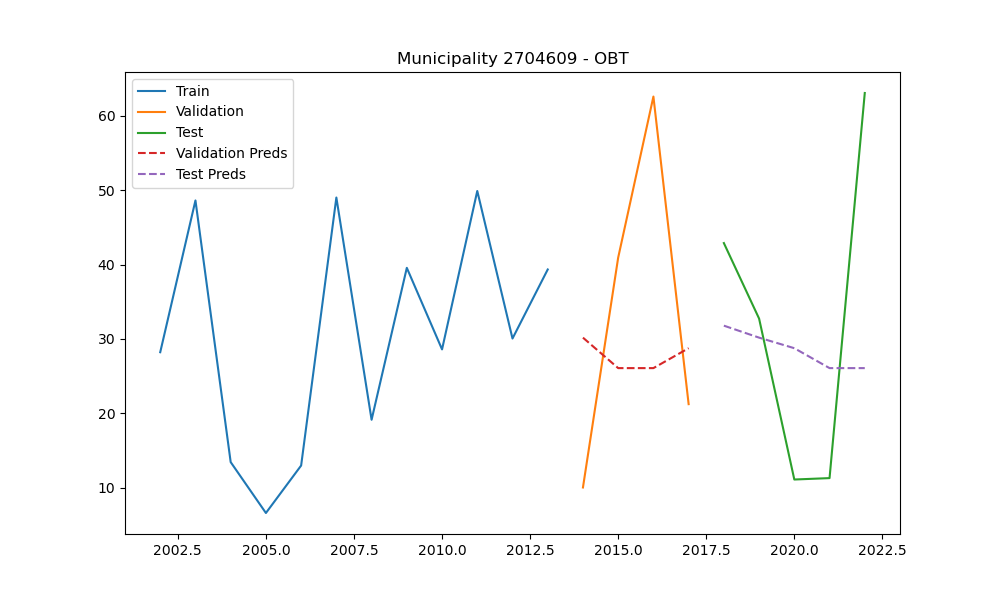 Municipality 2704609 - OBT
Train
Validation
Test
Validation Preds
Test Preds
60
50
40
30
20
10
2002.5 2005.0 2007.5 2010.0 2012.5 2015.0 2017.5 2020.0 2022.5